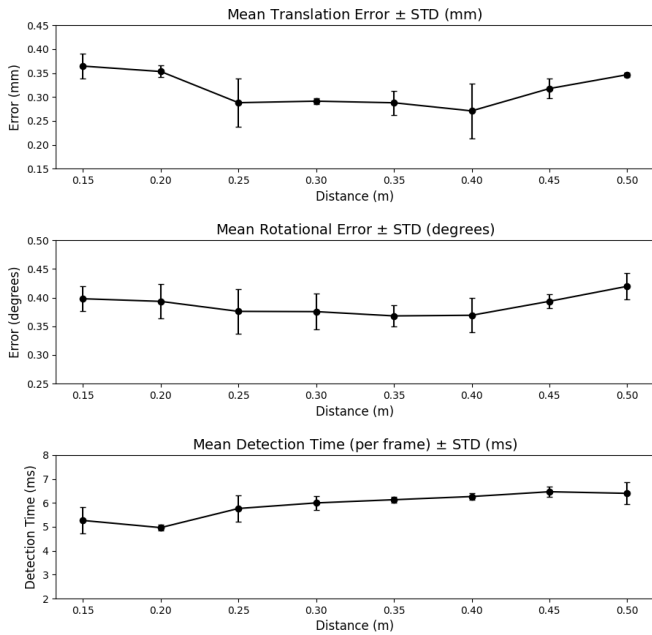 Mean Translation Error ± STD (mm)
0.45
0.40
0.35
0.30
0.25
0.20
0.15
Error (mm)
0.15 0.20 0.25 0.30 0.35 0.40 0.45 0.50
Distance (m)
Mean Rotational Error ± STD (degrees)
0.50
0.45
0.40
0.35
0.30
0.25
Error (degrees)
0.15 0.20 0.25 0.30 0.35 0.40 0.45 0.50
Distance (m)
Mean Detection Time (per frame) ± STD (ms)
8
7
6
5
4
3
2
Detection Time (ms)
0.15 0.20 0.25 0.30 0.35 0.40 0.45 0.50
Distance (m)